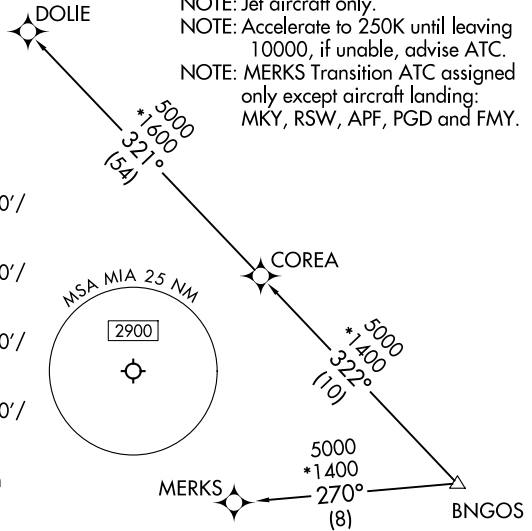 DOLIE
NOTE: Jet aircraft only.
NOTE: Accelerate to 250K until leaving
10000, if unable, advise ATC.
NOTE: MERKS Transition ATC assigned
only except aircraft landing:
MKY, RSW, APF, PGD and FMY.
5000
*1600
321°
(54)
0'/
0'/
0'/
0'/
COREA
MSA MIA 25 NM
2900
5000
*1400
322°
(10)
5000
*1400
270°
(8)
MERKS
BNGOS